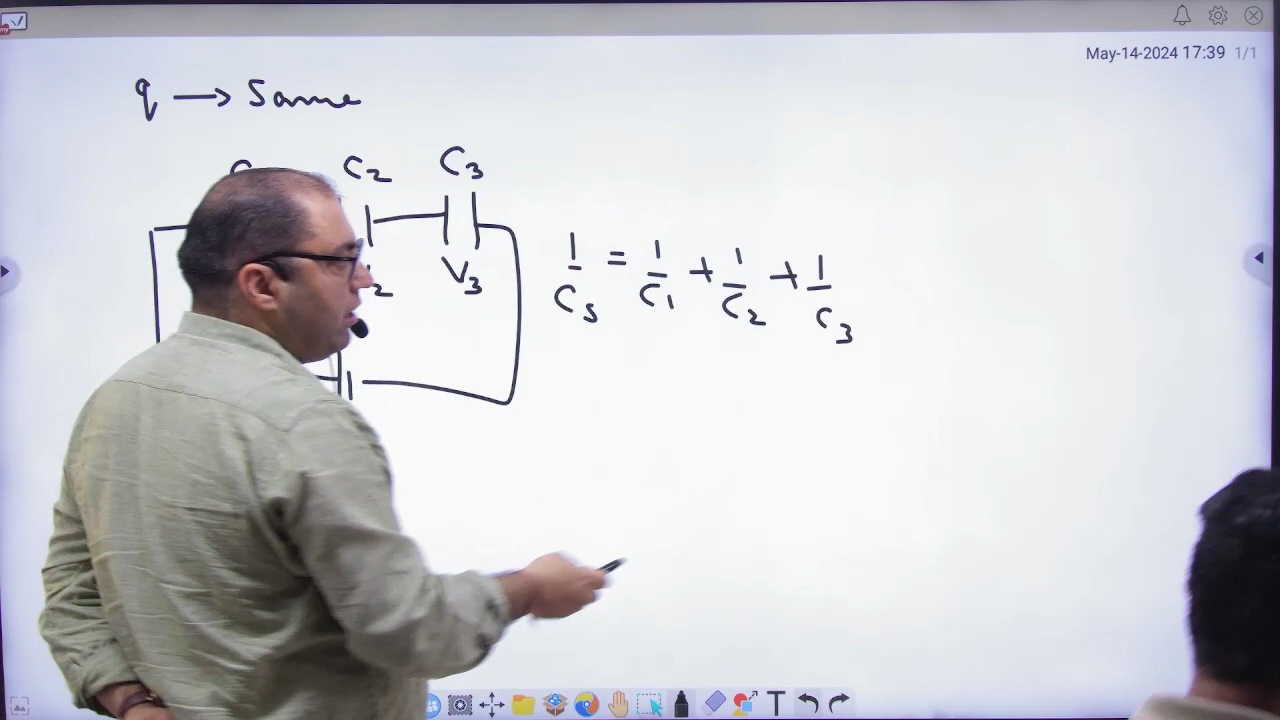 May-14-2024 17:39 1/1
q → Same
C2 C3
2 V3
1/Cs = 1/C1 + 1/C2 + 1/C3
T